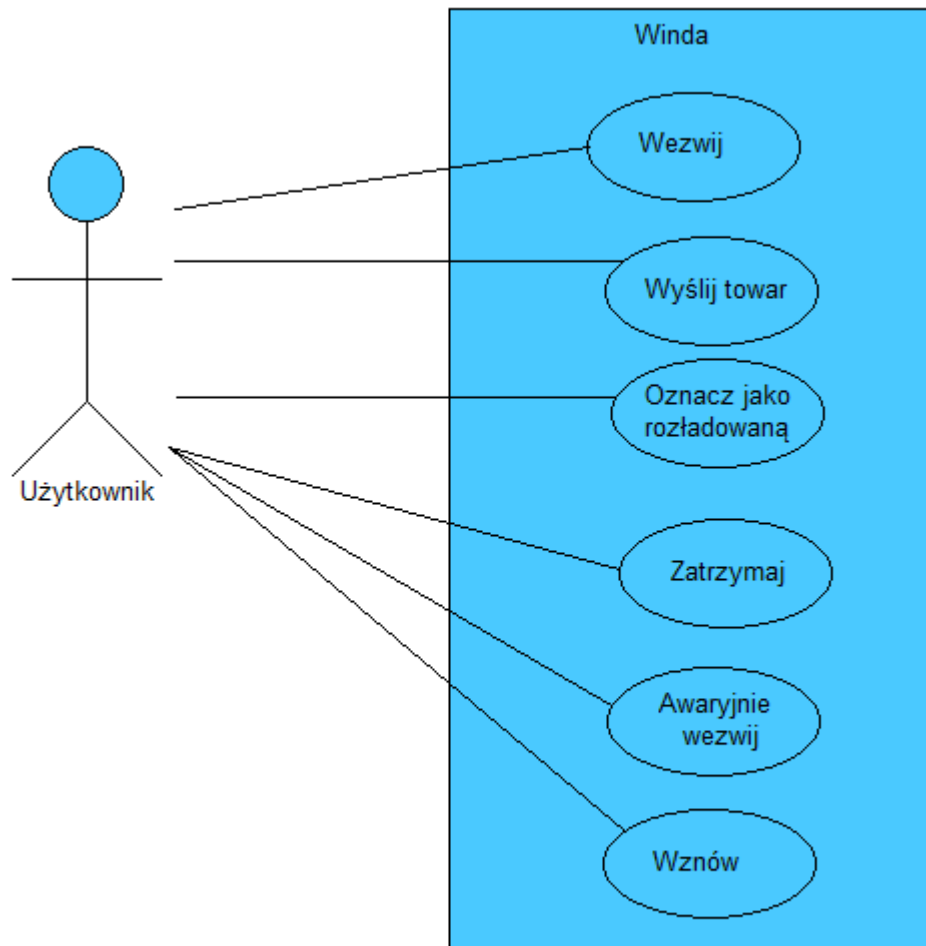 Winda
Wezwij
Wyślij towar
Oznacz jako
rozładowaną
Użytkownik
Zatrzymaj
Awaryjnie
wezwij
Wznów